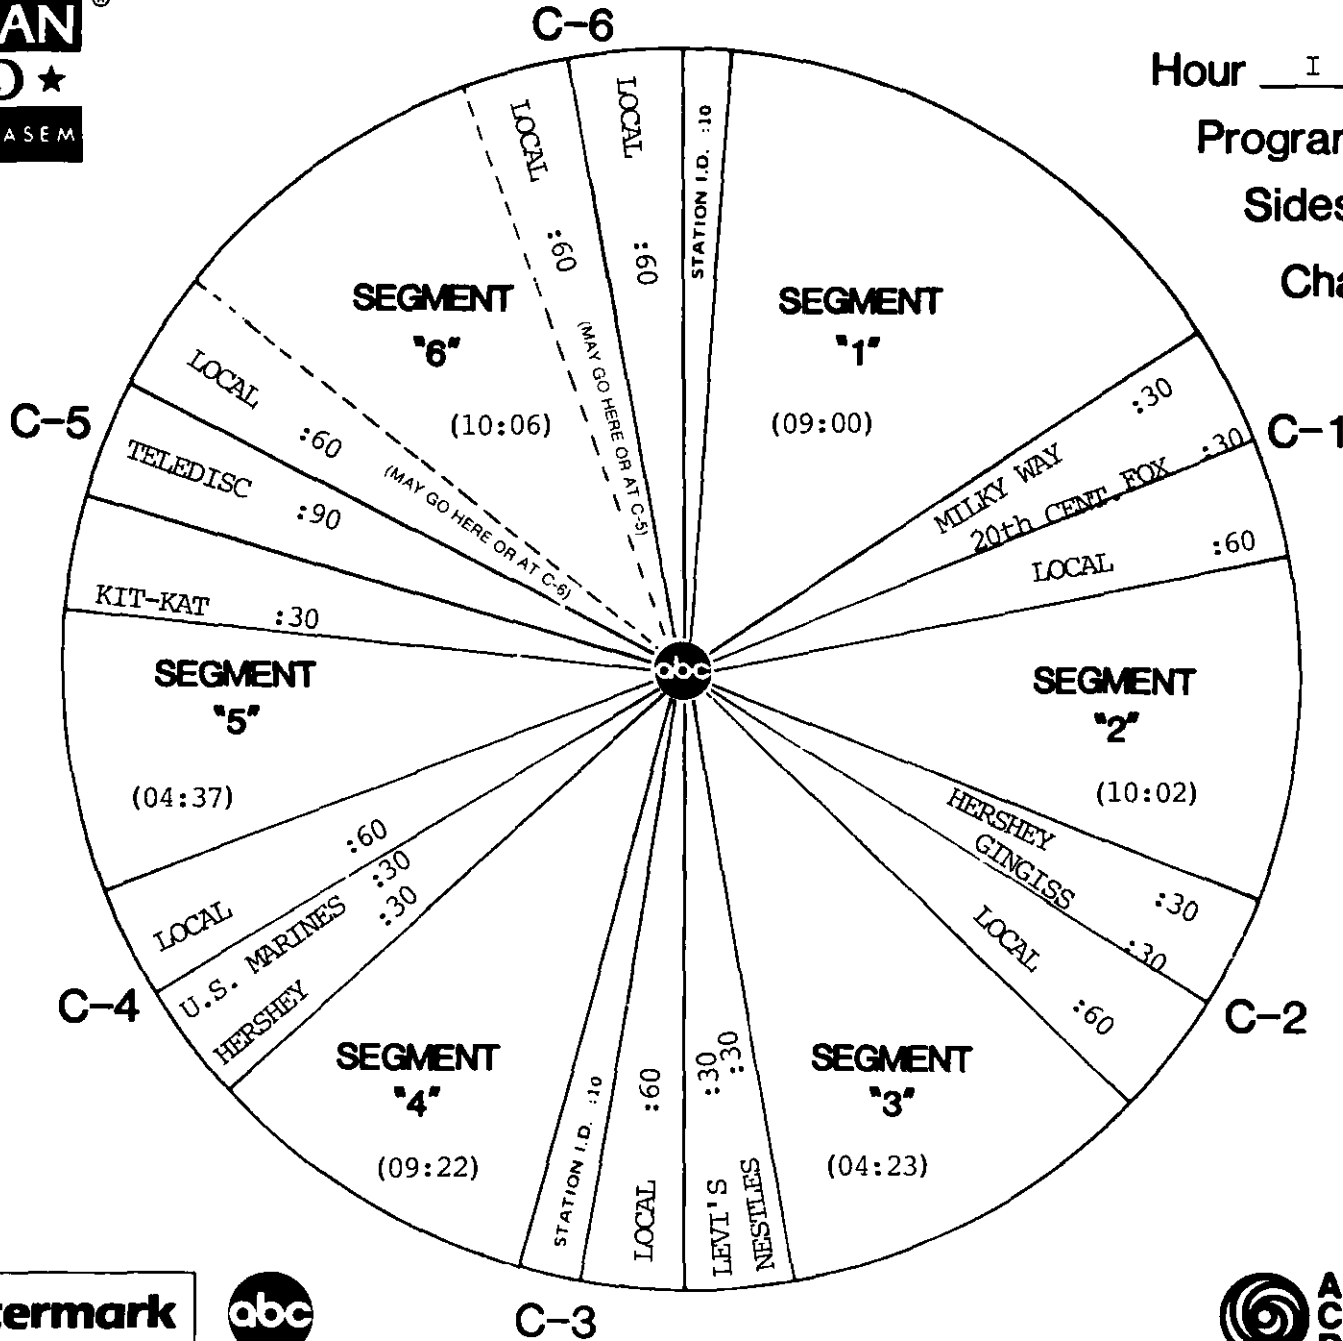 AN ®
ASEM
C-6
Hour I
Program
Sides
Cha
STATION I.D. :10
SEGMENT
"1"
(09:00)
MILKY WAY :30
20th CENT. FOX :30
C-1
LOCAL :60
SEGMENT
"2"
(10:02)
HERSHEY :30
GINGISS :30
C-2
LOCAL :60
SEGMENT
"3"
(04:23)
NESTLES :30
LEVI'S :30
C-3
LOCAL :60
STATION I.D. :10
SEGMENT
"4"
(09:22)
HERSHEY :30
U.S. MARINES :30
C-4
LOCAL :60
SEGMENT
"5"
(04:37)
KIT-KAT :30
TELEDISC :90
C-5
LOCAL :60
(MAY GO HERE OR AT C-6)
SEGMENT
"6"
(10:06)
LOCAL :60
(MAY GO HERE OR AT C-5)
LOCAL :60
abc
termark
abc